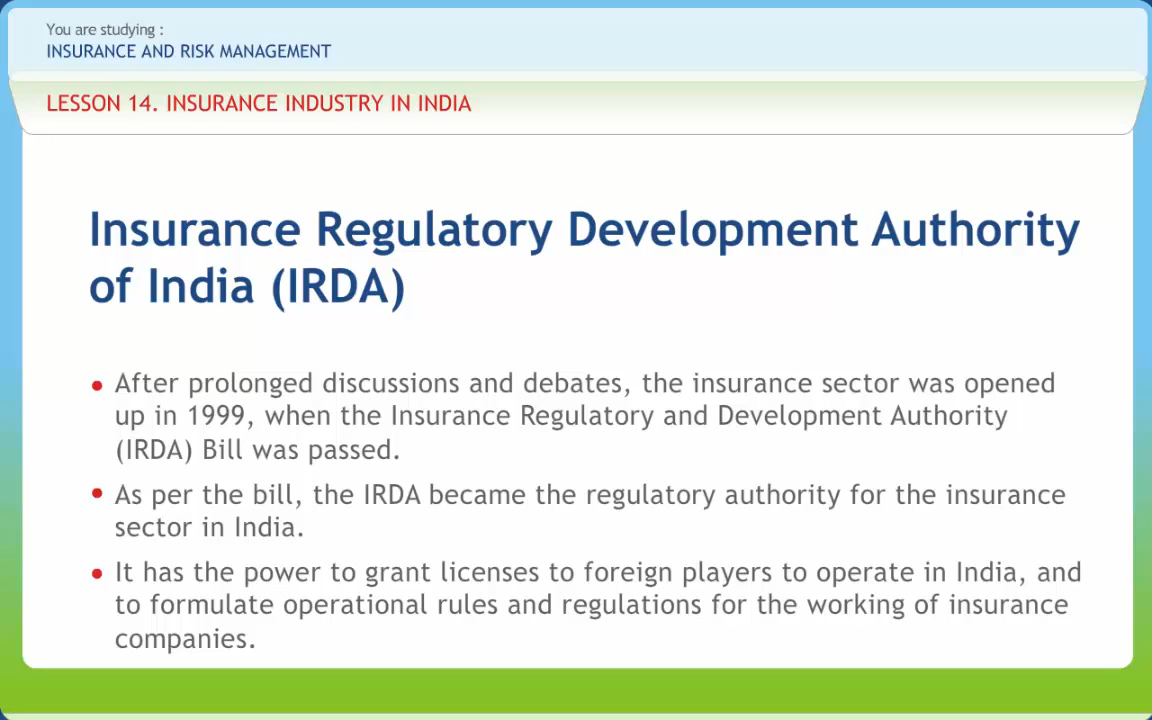 You are studying :
INSURANCE AND RISK MANAGEMENT
LESSON 14. INSURANCE INDUSTRY IN INDIA
Insurance Regulatory Development Authority
of India (IRDA)
• After prolonged discussions and debates, the insurance sector was opened
up in 1999, when the Insurance Regulatory and Development Authority
(IRDA) Bill was passed.
• As per the bill, the IRDA became the regulatory authority for the insurance
sector in India.
• It has the power to grant licenses to foreign players to operate in India, and
to formulate operational rules and regulations for the working of insurance
companies.